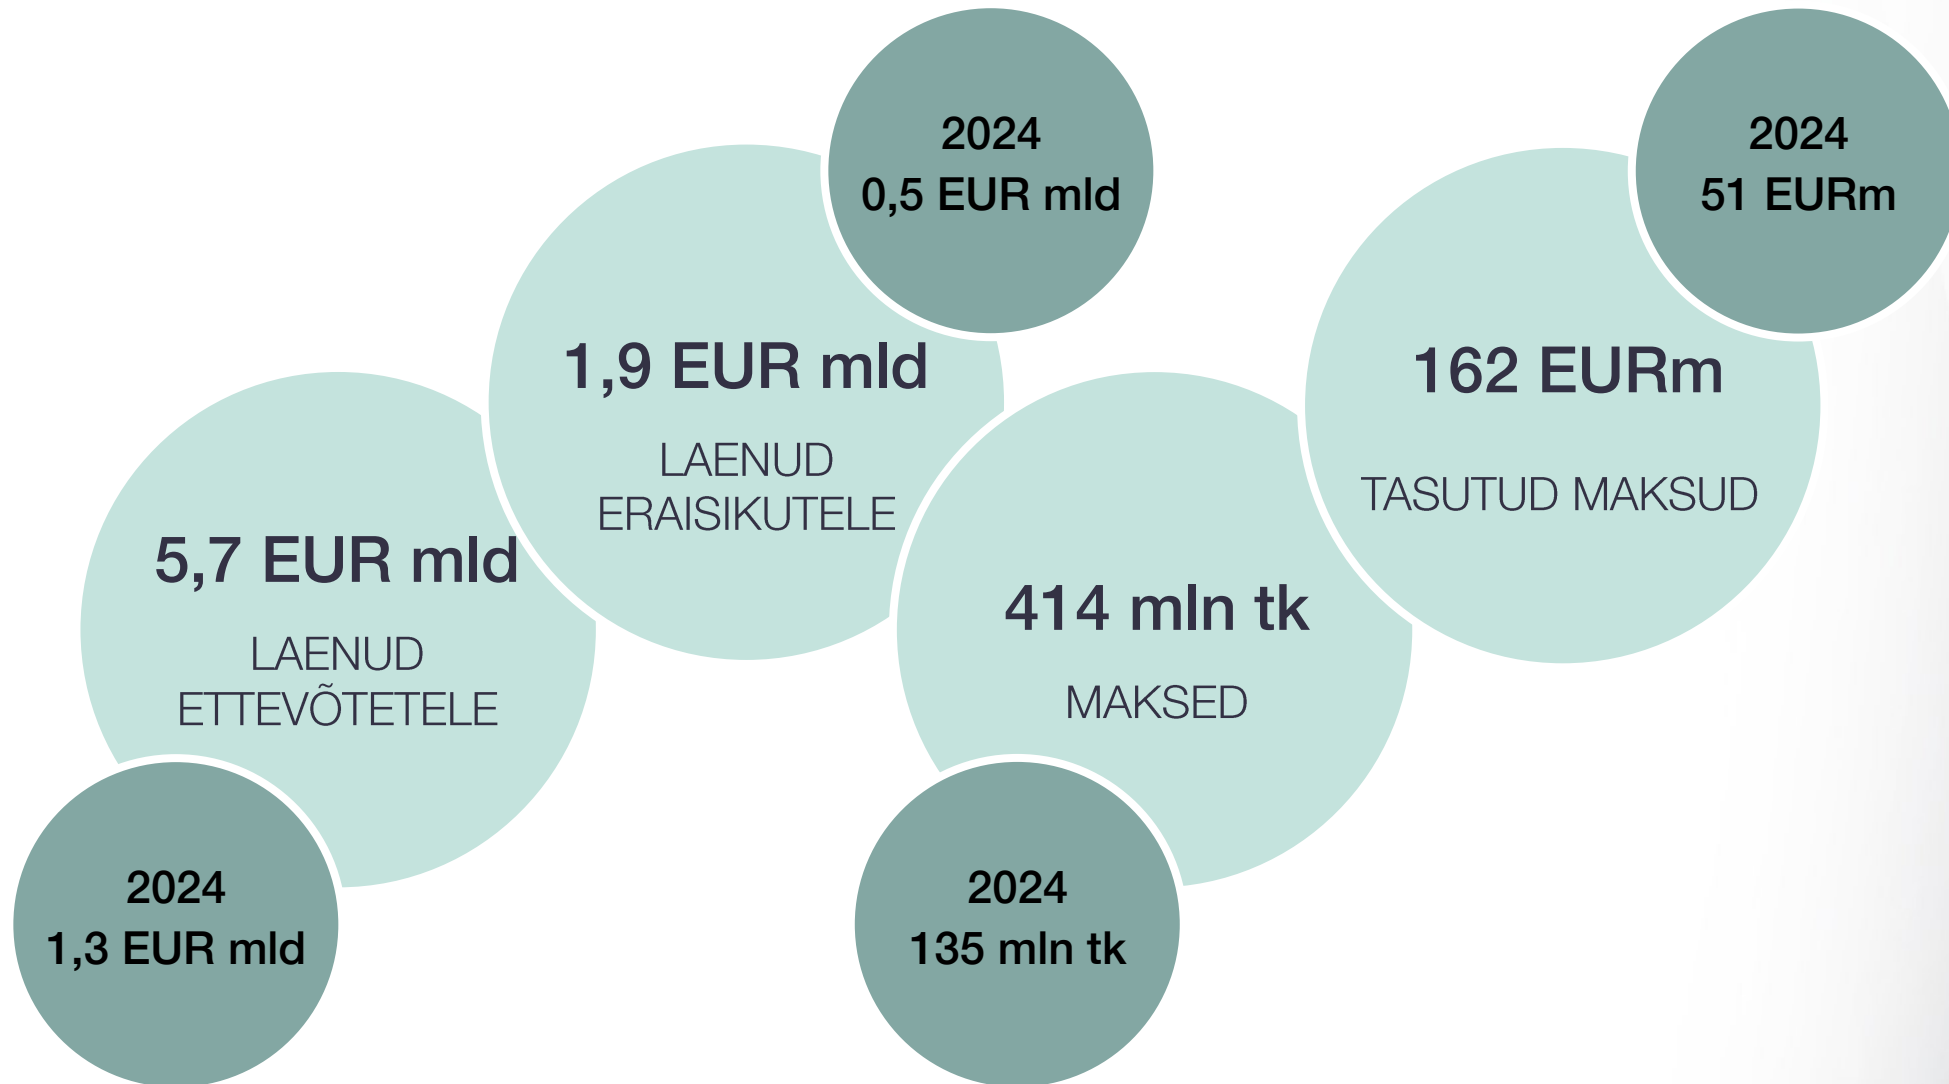 5,7 EUR mld
LAENUD
ETTEVÕTETELE
2024
1,3 EUR mld
1,9 EUR mld
LAENUD
ERAISIKUTELE
2024
0,5 EUR mld
414 mln tk
MAKSED
2024
135 mln tk
162 EURm
TASUTUD MAKSUD
2024
51 EURm